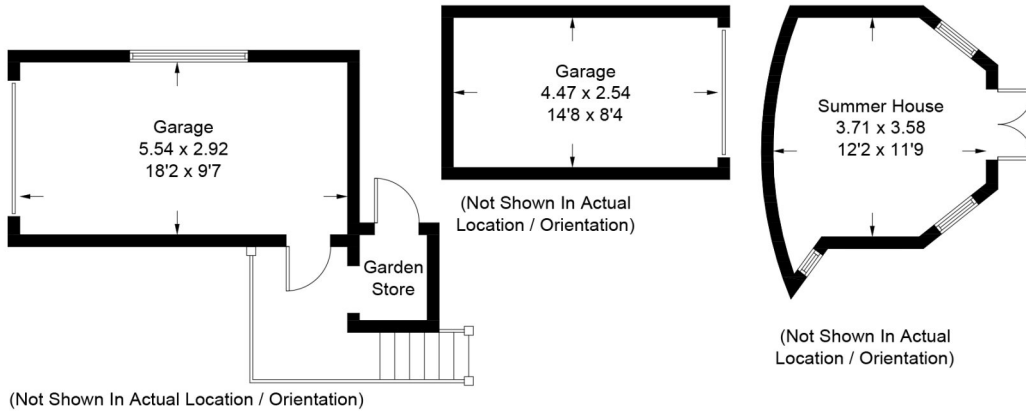 Garage
5.54 x 2.92
18'2 x 9'7
Garden
Store
(Not Shown In Actual Location / Orientation)
Garage
4.47 x 2.54
14'8 x 8'4
(Not Shown In Actual
Location / Orientation)
Summer House
3.71 x 3.58
12'2 x 11'9
(Not Shown In Actual
Location / Orientation)